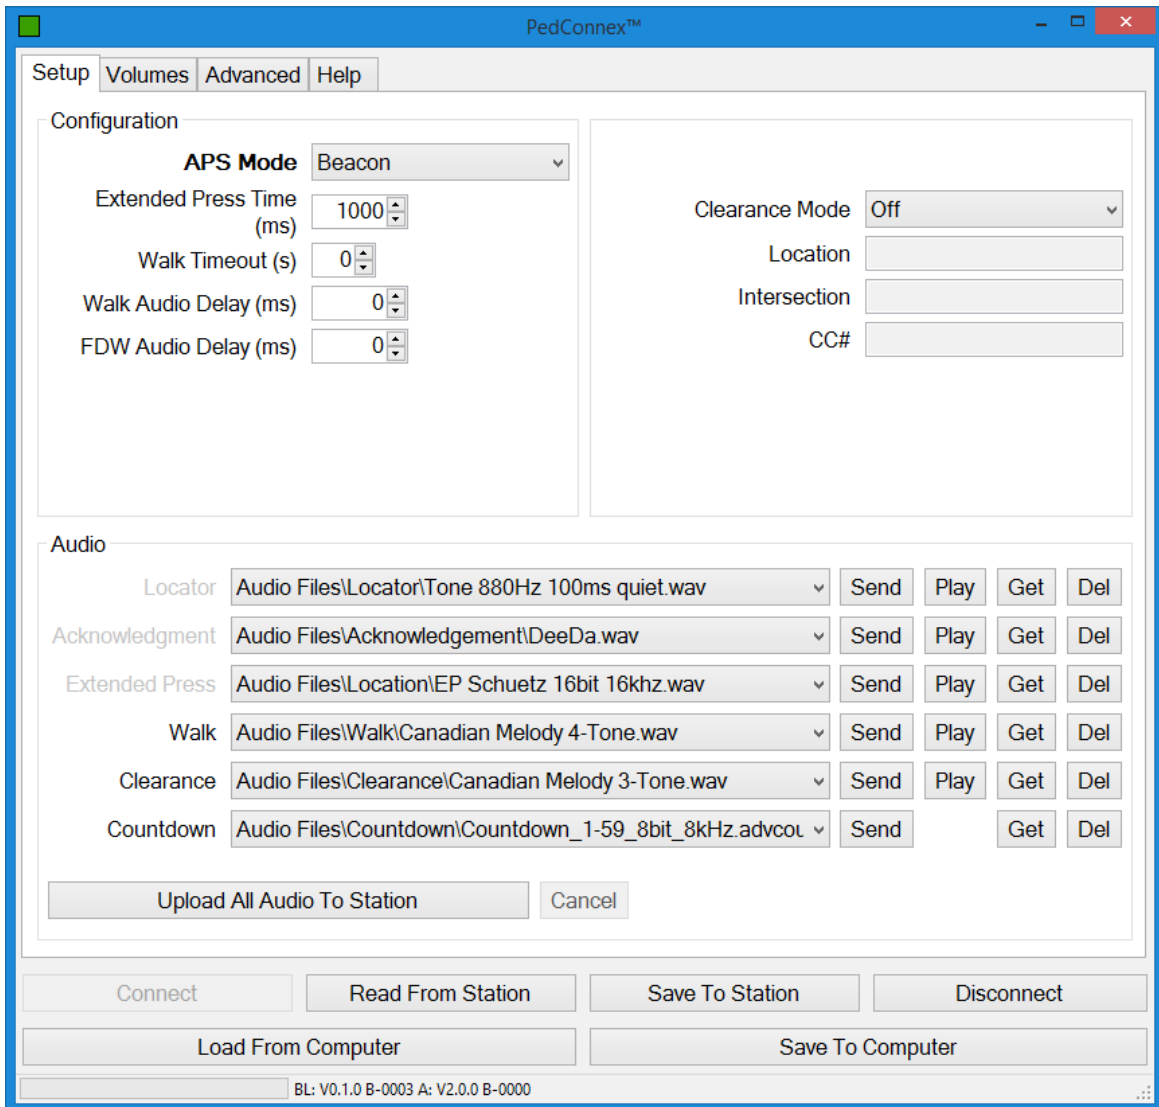 PedConnex™
Setup Volumes Advanced Help
Configuration
APS Mode Beacon
Extended Press Time (ms) 1000
Walk Timeout (s) 0
Walk Audio Delay (ms) 0
FDW Audio Delay (ms) 0
Clearance Mode Off
Location
Intersection
CC#
Audio
Locator Audio Files\Locator\Tone 880Hz 100ms quiet.wav Send Play Get Del
Acknowledgment Audio Files\Acknowledgement\DeeDa.wav Send Play Get Del
Extended Press Audio Files\Location\EP Schuetz 16bit 16khz.wav Send Play Get Del
Walk Audio Files\Walk\Canadian Melody 4-Tone.wav Send Play Get Del
Clearance Audio Files\Clearance\Canadian Melody 3-Tone.wav Send Play Get Del
Countdown Audio Files\Countdown\Countdown_1-59_8bit_8kHz.advcou Send Get Del
Upload All Audio To Station Cancel
Connect Read From Station Save To Station Disconnect
Load From Computer Save To Computer
BL: V0.1.0 B-0003 A: V2.0.0 B-0000